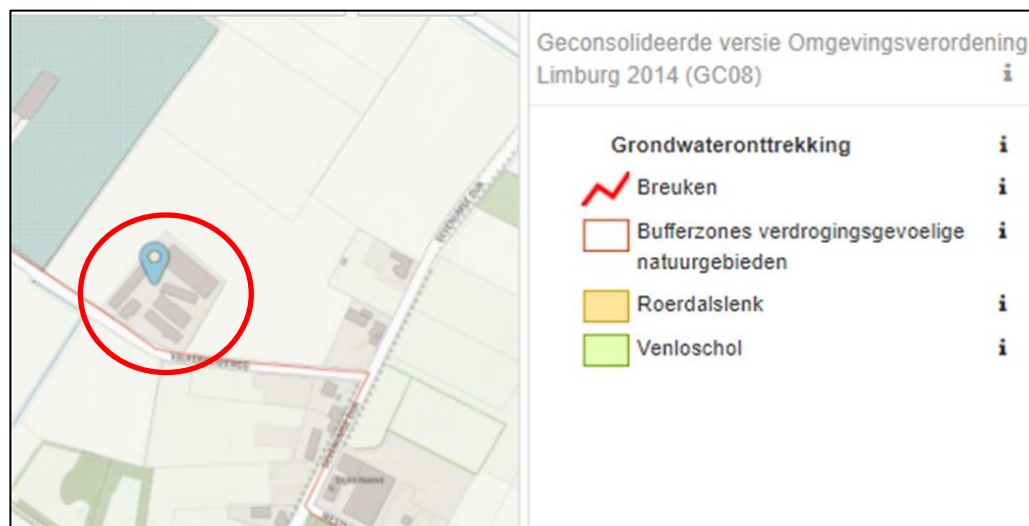 Geconsolideerde versie Omgevingsverordening
Limburg 2014 (GC08)
Grondwateronttrekking
Breuken
Bufferzones verdrogingsgevoelige
natuurgebieden
Roerdalslenk
Venloschol